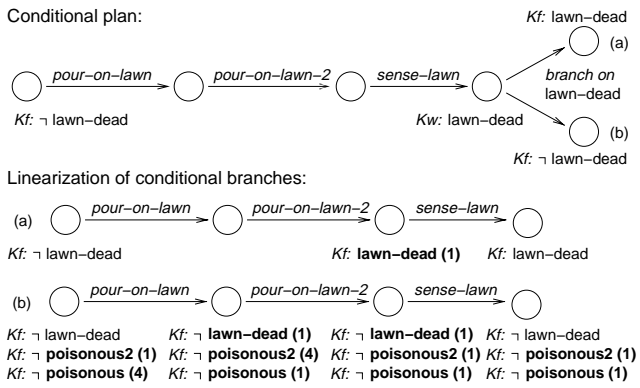 Conditional plan:
Kf: lawn−dead
(a)
pour−on−lawn pour−on−lawn−2 sense−lawn
branch on
lawn−dead
Kf: ¬ lawn−dead Kw: lawn−dead
(b)
Kf: ¬ lawn−dead
Linearization of conditional branches:
(a) pour−on−lawn pour−on−lawn−2 sense−lawn
Kf: ¬ lawn−dead Kf: lawn−dead (1) Kf: lawn−dead
(b) pour−on−lawn pour−on−lawn−2 sense−lawn
Kf: ¬ lawn−dead Kf: ¬ lawn−dead (1) Kf: ¬ lawn−dead (1) Kf: ¬ lawn−dead
Kf: ¬ poisonous2 (1) Kf: ¬ poisonous2 (4) Kf: ¬ poisonous2 (1) Kf: ¬ poisonous2 (1)
Kf: ¬ poisonous (4) Kf: ¬ poisonous (1) Kf: ¬ poisonous (1) Kf: ¬ poisonous (1)